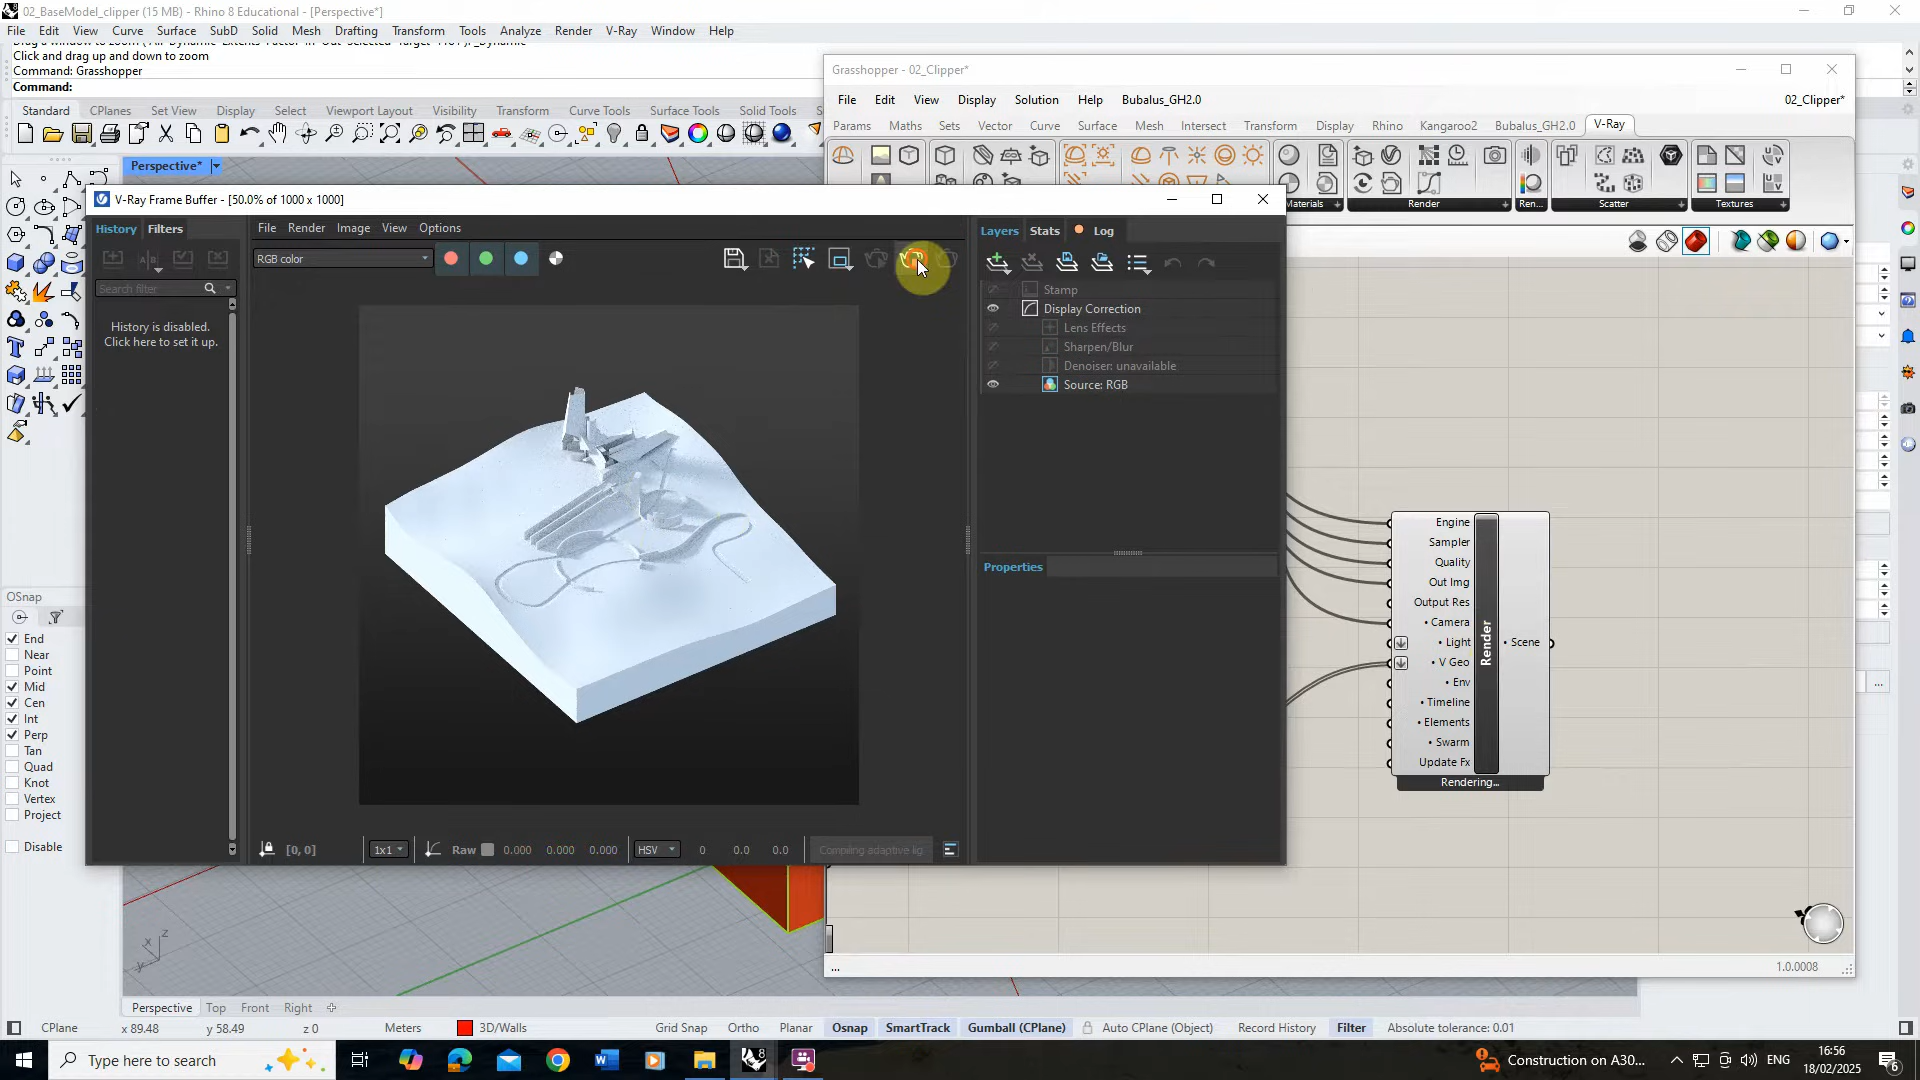 02_BaseModel_clipper (15 MB) - Rhino 8 Educational - [Perspective*]
File Edit View Curve Surface SubD Solid Mesh Drafting Transform Tools Analyze Render V-Ray Window Help
Click and drag up and down to zoom
Command: Grasshopper
Command:
Standard CPlanes Set View Display Select Viewport Layout Visibility Transform Curve Tools Surface Tools Solid Tools
Perspective*
Grasshopper - 02_Clipper*
File Edit View Display Solution Help Bubalus_GH2.0 02_Clipper*
Params Maths Sets Vector Curve Surface Mesh Intersect Transform Display Rhino Kangaroo2 Bubalus_GH2.0 V-Ray
Materials Render Ren... Scatter Textures
V-Ray Frame Buffer - [50.0% of 1000 x 1000]
History Filters
File Render Image View Options
Layers Stats Log
RGB color
Search filter
History is disabled.
Click here to set it up.
Stamp
Display Correction
Lens Effects
Sharpen/Blur
Denoiser: unavailable
Source: RGB
Properties
[0, 0] 1x1 Raw 0.000 0.000 0.000 HSV 0 0.0 0.0 Compiling adaptive kg
Engine
Sampler
Quality
Out Img
Output Res
• Camera
• Light
• V Geo
• Env
• Timeline
• Elements
• Swarm
Update Fx
Render
• Scene
Rendering...
... 1.0.0008
OSnap
End
Near
Point
Mid
Cen
Int
Perp
Tan
Quad
Knot
Vertex
Project
Disable
x y z
Perspective Top Front Right
CPlane x 89.48 y 58.49 z 0 Meters 3D/Walls Grid Snap Ortho Planar Osnap SmartTrack Gumball (CPlane) Auto CPlane (Object) Record History Filter Absolute tolerance: 0.01
Type here to search
Construction on A30...
ENG
16:56
18/02/2025
6